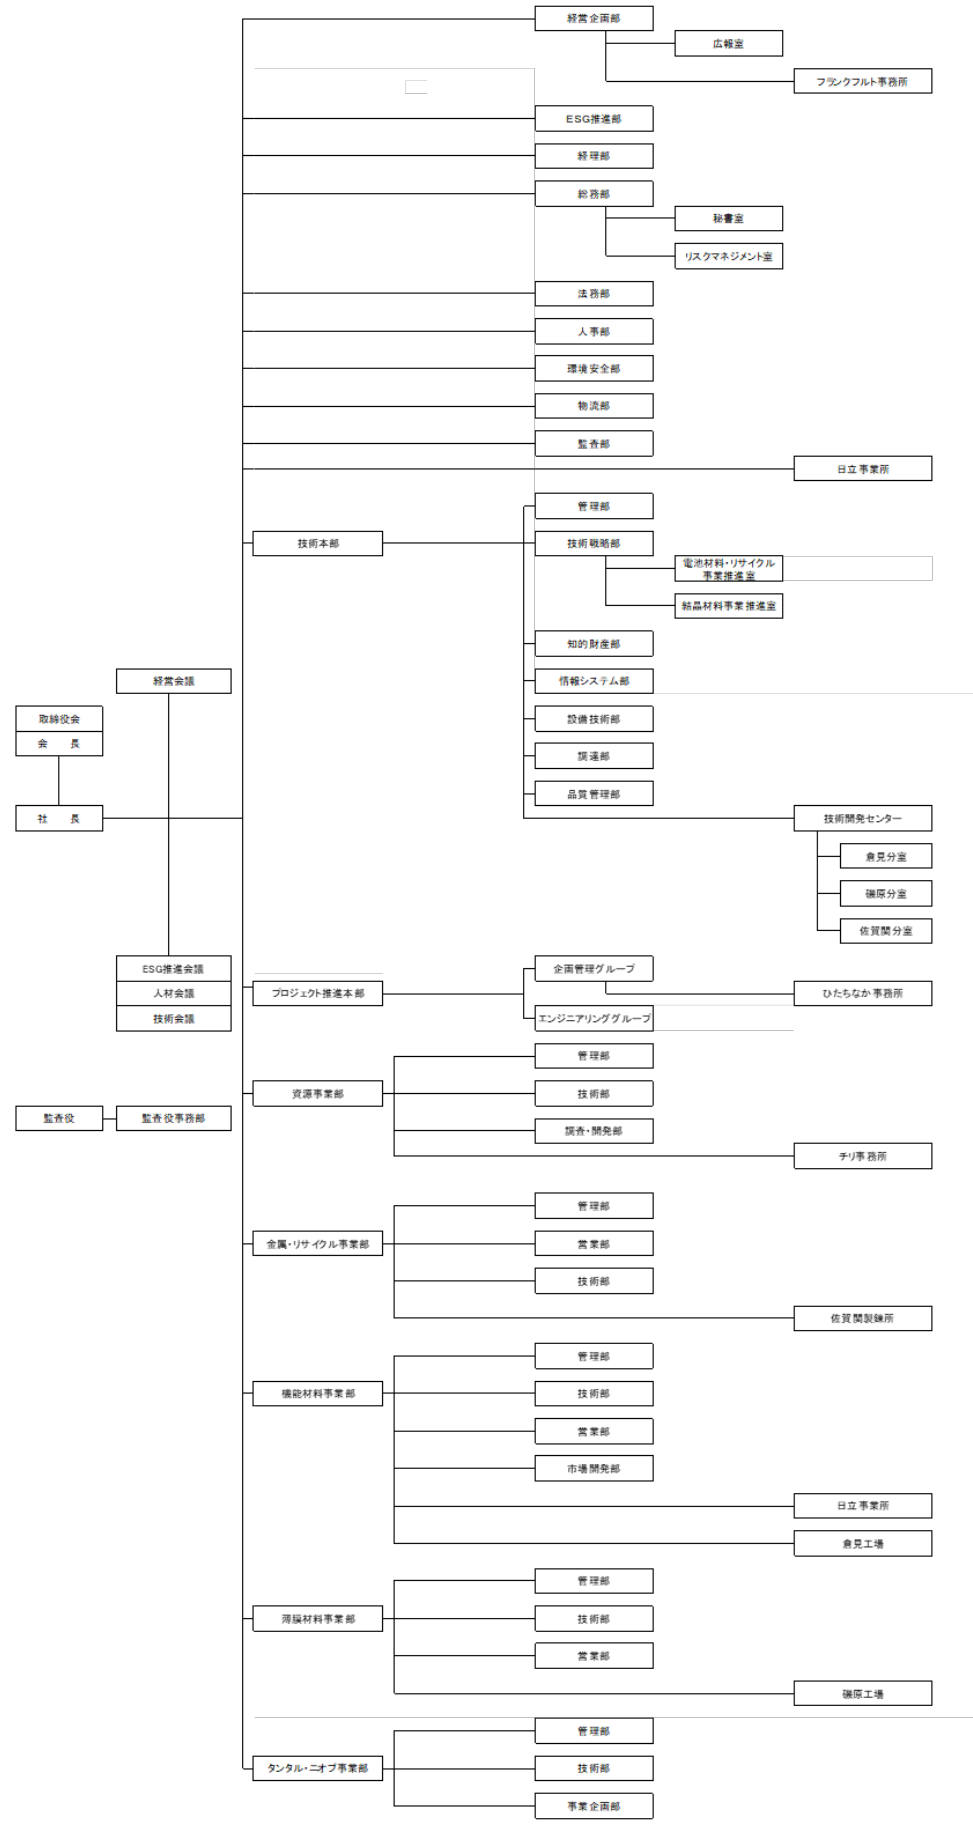 経営企画部
広報室
フランクフルト事務所
ESG推進部
経理部
総務部
秘書室
リスクマネジメント室
法務部
人事部
環境安全部
物流部
監査部
日立事業所
管理部
技術本部
技術戦略部
電池材料・リサイクル
事業推進室
結晶材料事業推進室
知的財産部
情報システム部
設備技術部
調達部
品質管理部
経営会議
取締役会
会　長
社　長
技術開発センター
倉見分室
磯原分室
佐賀関分室
ESG推進会議
人材会議
技術会議
プロジェクト推進本部
企画管理グループ
ひたちなか事務所
エンジニアリンググループ
監査役
監査役事務部
資源事業部
管理部
技術部
調査・開発部
チリ事務所
金属・リサイクル事業部
管理部
営業部
技術部
佐賀関製錬所
機能材料事業部
管理部
技術部
営業部
市場開発部
日立事業所
倉見工場
薄膜材料事業部
管理部
技術部
営業部
磯原工場
タンタル・ニオブ事業部
管理部
技術部
事業企画部